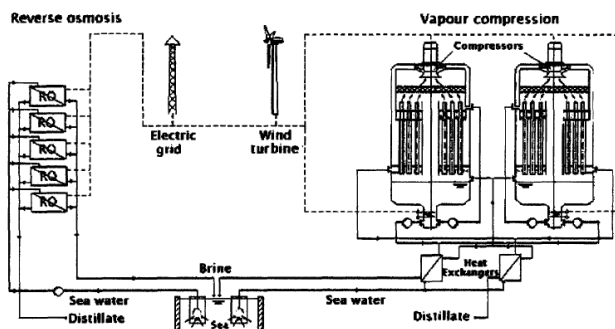 Reverse osmosis
Vapour compression
Compressors
RO
RO
RO
RO
RO
Electric
grid
Wind
turbine
Brine
Heat
Exchangers
Sea water
Sea water
Distillate
Sea
Distillate